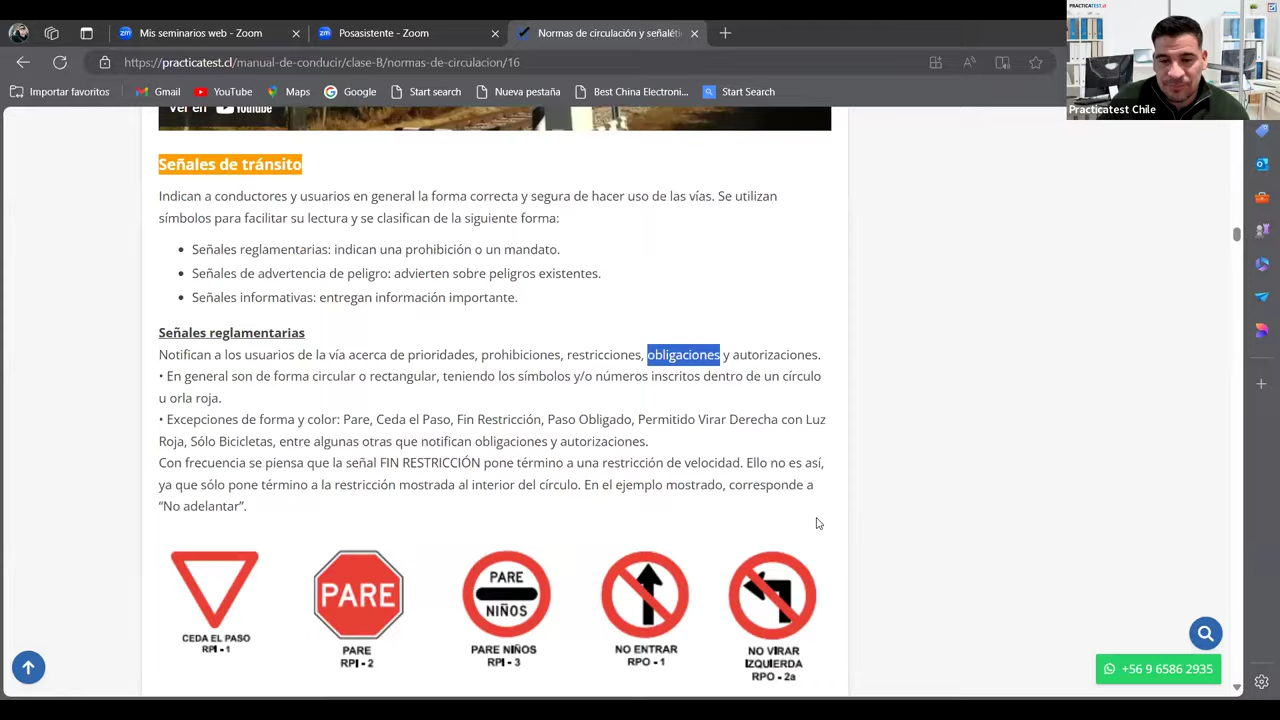 Mis seminarios web - Zoom
Posasistente - Zoom
Normas de circulación y señaléti
PRACTICATEST.cl
https://practicatest.cl/manual-de-conducir/clase-B/normas-de-circulacion/16
Importar favoritos
Gmail
YouTube
Maps
Google
Start search
Nueva pestaña
Best China Electroni...
Start Search
Practicatest Chile
Ver en YouTube
Señales de tránsito
Indican a conductores y usuarios en general la forma correcta y segura de hacer uso de las vías. Se utilizan
símbolos para facilitar su lectura y se clasifican de la siguiente forma:
• Señales reglamentarias: indican una prohibición o un mandato.
• Señales de advertencia de peligro: advierten sobre peligros existentes.
• Señales informativas: entregan información importante.
Señales reglamentarias
Notifican a los usuarios de la vía acerca de prioridades, prohibiciones, restricciones, obligaciones y autorizaciones.
• En general son de forma circular o rectangular, teniendo los símbolos y/o números inscritos dentro de un círculo
u orla roja.
• Excepciones de forma y color: Pare, Ceda el Paso, Fin Restricción, Paso Obligado, Permitido Virar Derecha con Luz
Roja, Sólo Bicicletas, entre algunas otras que notifican obligaciones y autorizaciones.
Con frecuencia se piensa que la señal FIN RESTRICCIÓN pone término a una restricción de velocidad. Ello no es así,
ya que sólo pone término a la restricción mostrada al interior del círculo. En el ejemplo mostrado, corresponde a
“No adelantar”.
CEDA EL PASO
RPI - 1
PARE
PARE
RPI - 2
PARE
NIÑOS
PARE NIÑOS
RPI - 3
NO ENTRAR
RPO - 1
NO VIRAR
IZQUIERDA
RPO - 2a
+56 9 6586 2935